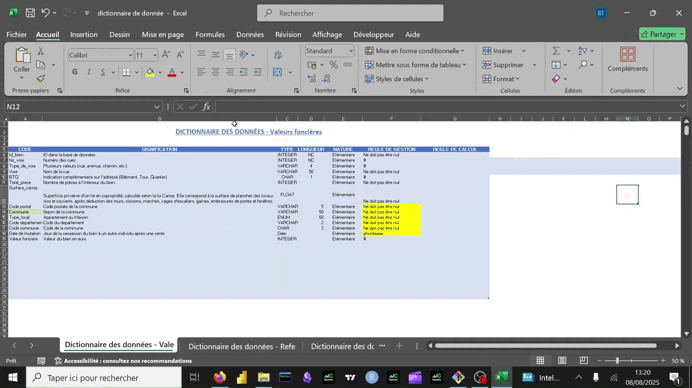 dictionnaire de donnée - Excel
Rechercher
BT
Fichier Accueil Insertion Dessin Mise en page Formules Données Révision Affichage Développeur Aide
Partager
Coller
Calibri 11
Standard
Mise en forme conditionnelle
Mettre sous forme de tableau
Styles de cellules
Insérer
Supprimer
Format
Compléments
Presse-papiers Police Alignement Nombre Styles Cellules Édition Compléments
N12
DICTIONNAIRE DES DONNÉES - Valeurs foncières
CODE SIGNIFICATION TYPE LONGUEUR NATURE REGLE DE GESTION REGLE DE CALCUL
Id_bien ID dans la base de données INTEGER NC Elémentaire Ne doit pas être nul
No_voie Numéro des rues INTEGER NC Elémentaire
Type_de_voie Plusieurs valeurs (rue, avenue, chemin, etc.) VARCHAR 4 Elémentaire
Voie Nom de la rue VARCHAR 50 Elémentaire Ne doit pas être nul
BTQ Indication complémentaire sur l'adresse (Bâtiment, Tour, Quartier) CHAR 1 Elémentaire
Total_piece Nombre de pièces à l'intérieur du bien INTEGER Elémentaire Ne doit pas être nul
Surface_carrez
Superficie privative d'un lot en copropriété, calculée selon la loi Carrez. Elle correspond à la surface de plancher des locaux clos et couverts, après déduction des murs, cloisons, marches, cages d'escaliers, gaines, embrasures de portes et fenêtres. FLOAT Elémentaire Ne doit pas être nul
Code postal Code postale de la commune VARCHAR 5 Elémentaire Ne doit pas être nul
Commune Nom de la commune VARCHAR 50 Elémentaire Ne doit pas être nul
Type_local Appartement ou Maison ENUM 50 Elémentaire Ne doit pas être nul
Code departement Code du departement VARCHAR 2 Elémentaire Ne doit pas être nul
Code commune Code de la commune CHAR 3 Elémentaire Ne doit pas être nul
Date de mutation Jour de la cession du bien à un autre individu après une vente Date Elémentaire
Valeur fonciere Valeur du bien en euro INTEGER Elémentaire
Dictionnaire des données - Vale Dictionnaire des données - Refe Dictionnaire des dc
Prêt Accessibilité : consultez nos recommandations 50 %
Taper ici pour rechercher
Intel...
13:20
08/08/2025